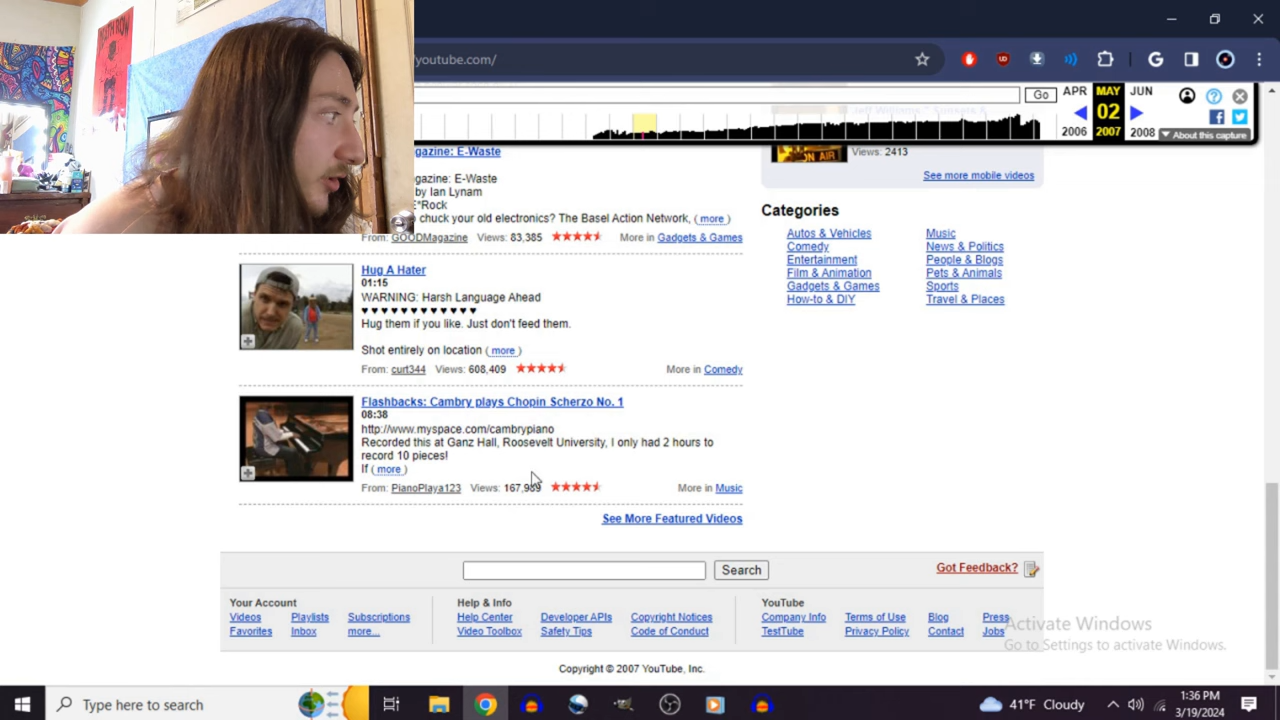 DEATH ROW
/youtube.com/
Go
APR MAY JUN
02
2006 2007 2008
About this capture
Views: 2413
See more mobile videos
agazine: E-Waste
gazine: E-Waste
by Ian Lynam
E*Rock
chuck your old electronics? The Basel Action Network, ( more )
From: GOODMagazine Views: 83,385 More in Gadgets & Games
Categories
Autos & Vehicles Music
Comedy News & Politics
Entertainment People & Blogs
Film & Animation Pets & Animals
Gadgets & Games Sports
How-to & DIY Travel & Places
ON AIR
Hug A Hater
01:15
WARNING: Harsh Language Ahead
♥♥♥♥♥♥♥♥♥♥♥♥
Hug them if you like. Just don't feed them.
Shot entirely on location ( more )
From: curt344 Views: 608,409 More in Comedy
Flashbacks: Cambry plays Chopin Scherzo No. 1
08:38
http://www.myspace.com/cambrypiano
Recorded this at Ganz Hall, Roosevelt University, I only had 2 hours to
record 10 pieces!
If ( more )
From: PianoPlaya123 Views: 167,989 More in Music
See More Featured Videos
Search
Got Feedback?
Your Account
Videos Playlists Subscriptions
Favorites Inbox more...
Help & Info
Help Center Developer APIs Copyright Notices
Video Toolbox Safety Tips Code of Conduct
YouTube
Company Info Terms of Use Blog Press
TestTube Privacy Policy Contact Jobs
Activate Windows
Go to Settings to activate Windows.
Copyright © 2007 YouTube, Inc.
Type here to search
41°F Cloudy
1:36 PM
3/19/2024